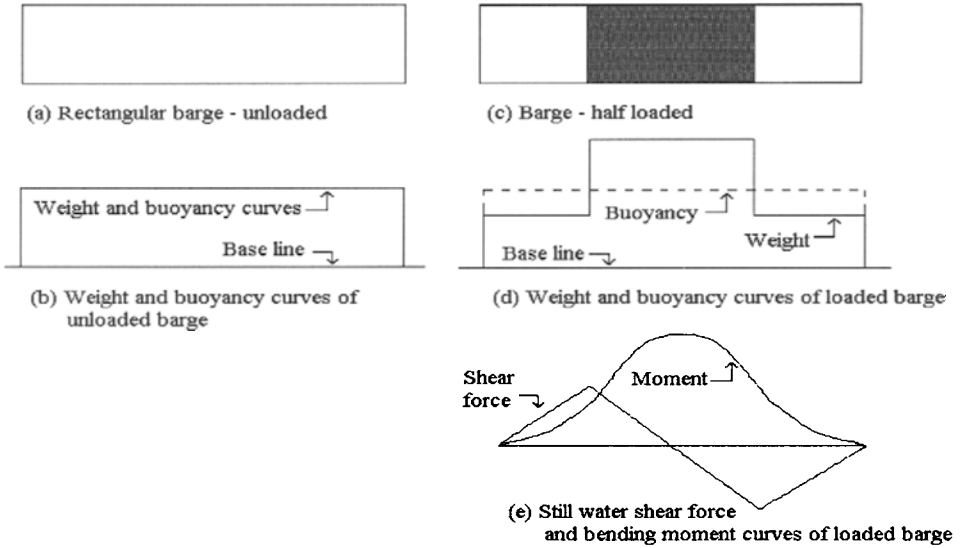 (a) Rectangular barge - unloaded
Weight and buoyancy curves
Base line
(b) Weight and buoyancy curves of
unloaded barge
(c) Barge - half loaded
Buoyancy
Weight
Base line
(d) Weight and buoyancy curves of loaded barge
Shear
force
Moment
(e) Still water shear force
and bending moment curves of loaded barge